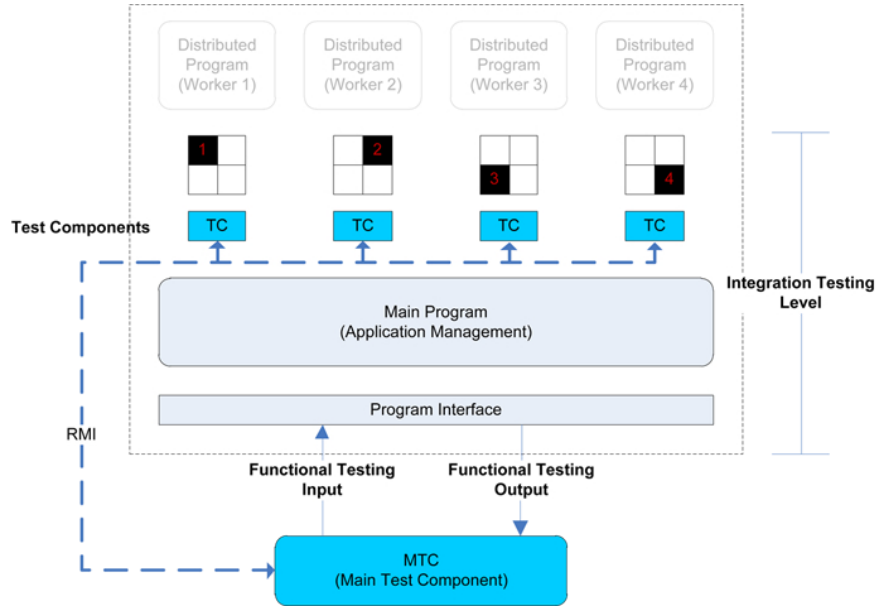 Distributed
Program
(Worker 1)
Distributed
Program
(Worker 2)
Distributed
Program
(Worker 3)
Distributed
Program
(Worker 4)
1
2
3
4
Test Components
TC
TC
TC
TC
Integration Testing
Level
Main Program
(Application Management)
Program Interface
RMI
Functional Testing
Input
Functional Testing
Output
MTC
(Main Test Component)